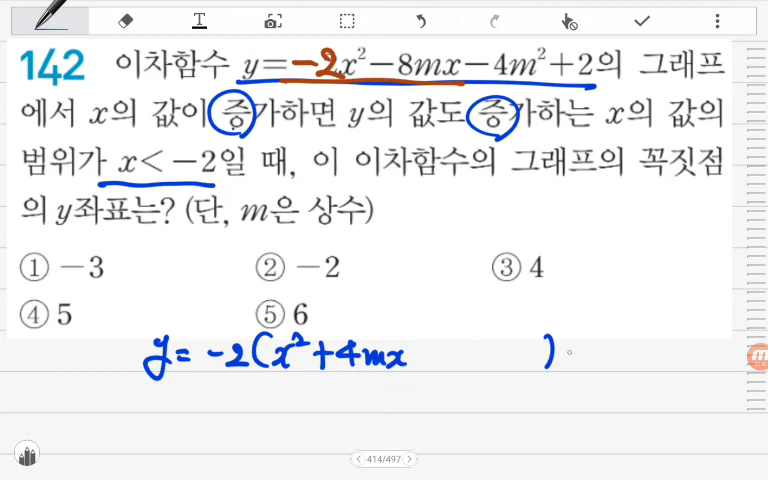 142 이차함수 y=-2x²-8mx-4m²+2의 그래프
에서 x의 값이 증가하면 y의 값도 증가하는 x의 값의
범위가 x<-2일 때, 이 이차함수의 그래프의 꼭짓점
의 y좌표는? (단, m은 상수)
① -3 ② -2 ③ 4
④ 5 ⑤ 6
y = -2(x²+4mx )
414/497